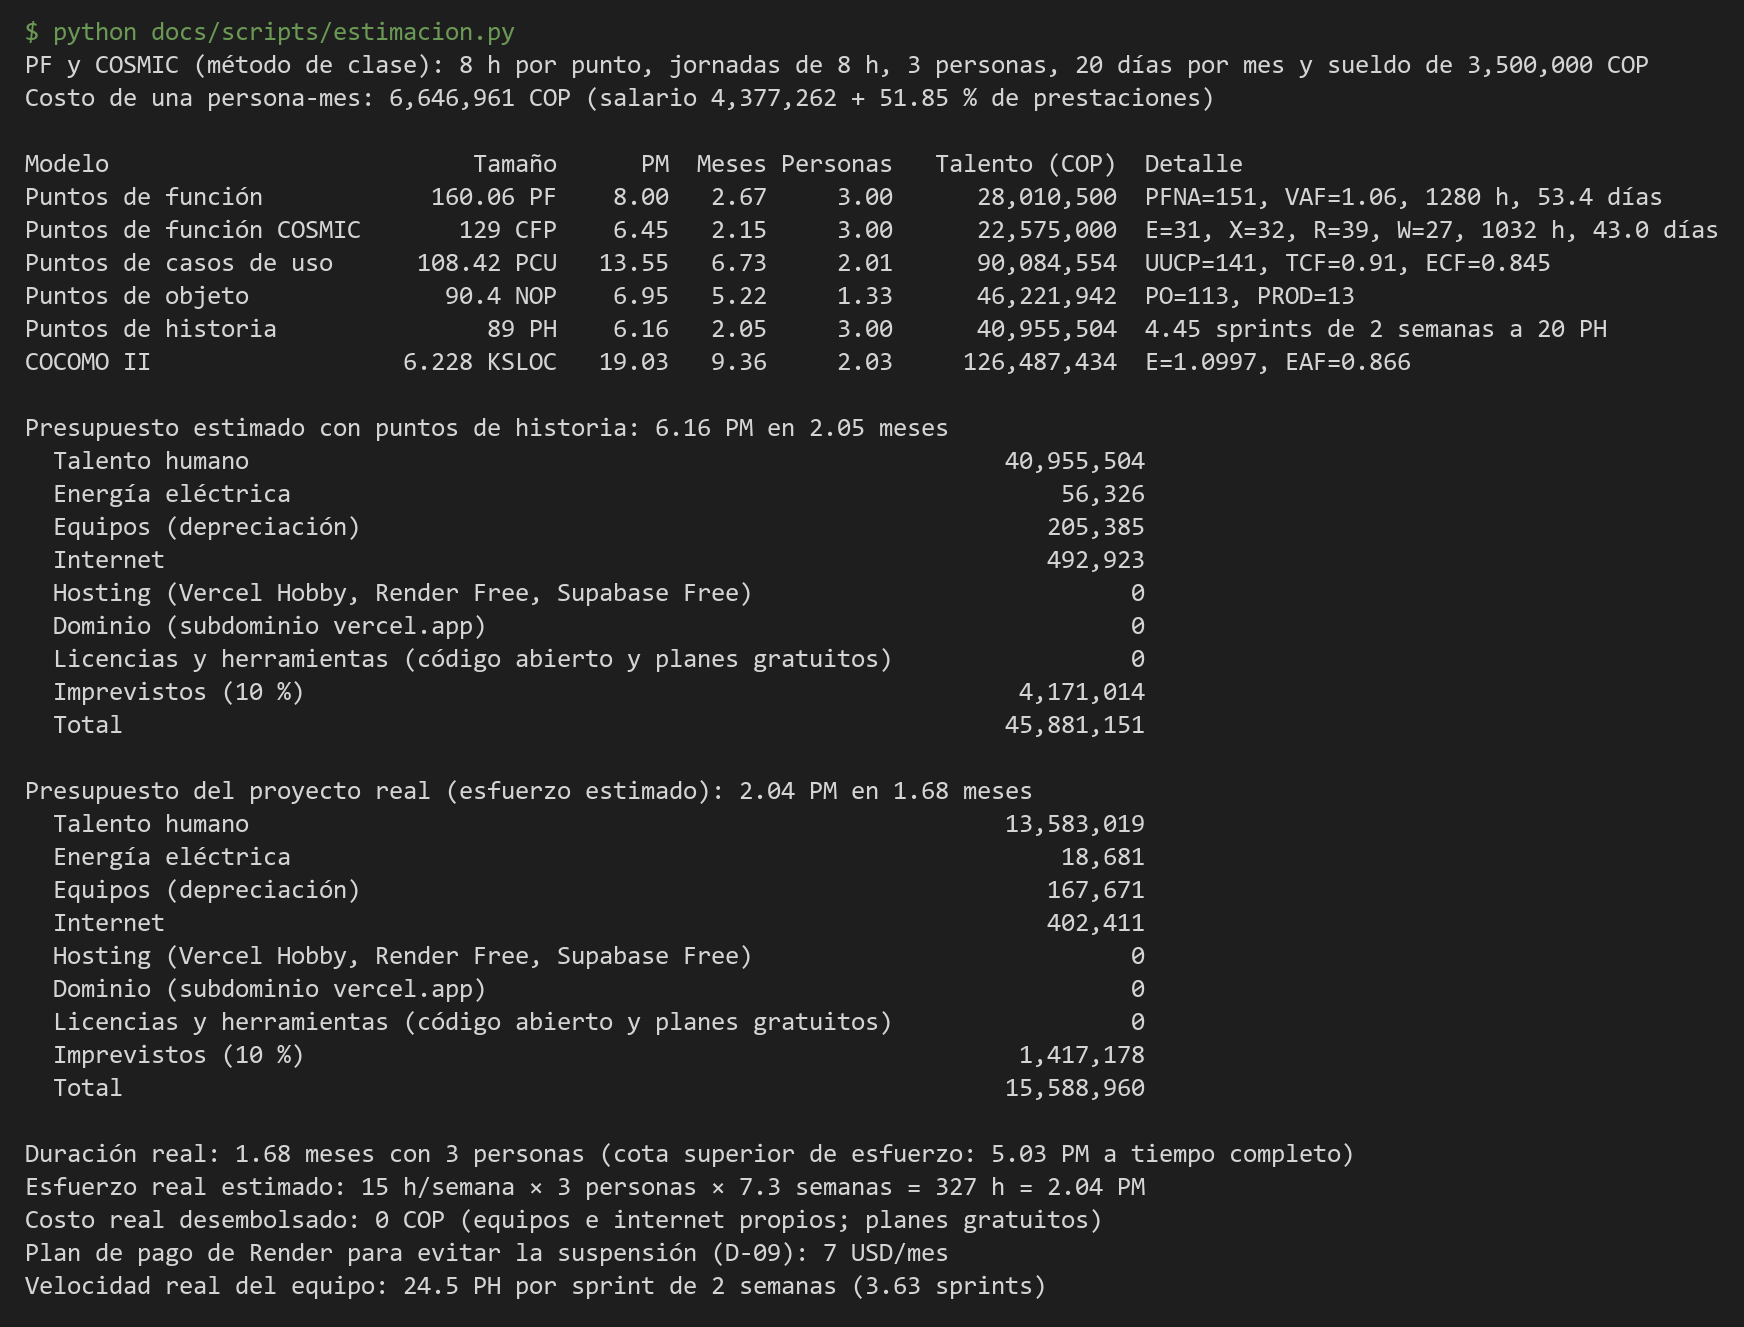 $ python docs/scripts/estimacion.py
PF y COSMIC (método de clase): 8 h por punto, jornadas de 8 h, 3 personas, 20 días por mes y sueldo de 3,500,000 COP
Costo de una persona-mes: 6,646,961 COP (salario 4,377,262 + 51.85 % de prestaciones)
Modelo Tamaño PM Meses Personas Talento (COP) Detalle
Puntos de función 160.06 PF 8.00 2.67 3.00 28,010,500 PFNA=151, VAF=1.06, 1280 h, 53.4 días
Puntos de función COSMIC 129 CFP 6.45 2.15 3.00 22,575,000 E=31, X=32, R=39, W=27, 1032 h, 43.0 días
Puntos de casos de uso 108.42 PCU 13.55 6.73 2.01 90,084,554 UUCP=141, TCF=0.91, ECF=0.845
Puntos de objeto 90.4 NOP 6.95 5.22 1.33 46,221,942 PO=113, PROD=13
Puntos de historia 89 PH 6.16 2.05 3.00 40,955,504 4.45 sprints de 2 semanas a 20 PH
COCOMO II 6.228 KSLOC 19.03 9.36 2.03 126,487,434 E=1.0997, EAF=0.866
Presupuesto estimado con puntos de historia: 6.16 PM en 2.05 meses
Talento humano 40,955,504
Energía eléctrica 56,326
Equipos (depreciación) 205,385
Internet 492,923
Hosting (Vercel Hobby, Render Free, Supabase Free) 0
Dominio (subdominio vercel.app) 0
Licencias y herramientas (código abierto y planes gratuitos) 0
Imprevistos (10 %) 4,171,014
Total 45,881,151
Presupuesto del proyecto real (esfuerzo estimado): 2.04 PM en 1.68 meses
Talento humano 13,583,019
Energía eléctrica 18,681
Equipos (depreciación) 167,671
Internet 402,411
Hosting (Vercel Hobby, Render Free, Supabase Free) 0
Dominio (subdominio vercel.app) 0
Licencias y herramientas (código abierto y planes gratuitos) 0
Imprevistos (10 %) 1,417,178
Total 15,588,960
Duración real: 1.68 meses con 3 personas (cota superior de esfuerzo: 5.03 PM a tiempo completo)
Esfuerzo real estimado: 15 h/semana × 3 personas × 7.3 semanas = 327 h = 2.04 PM
Costo real desembolsado: 0 COP (equipos e internet propios; planes gratuitos)
Plan de pago de Render para evitar la suspensión (D-09): 7 USD/mes
Velocidad real del equipo: 24.5 PH por sprint de 2 semanas (3.63 sprints)